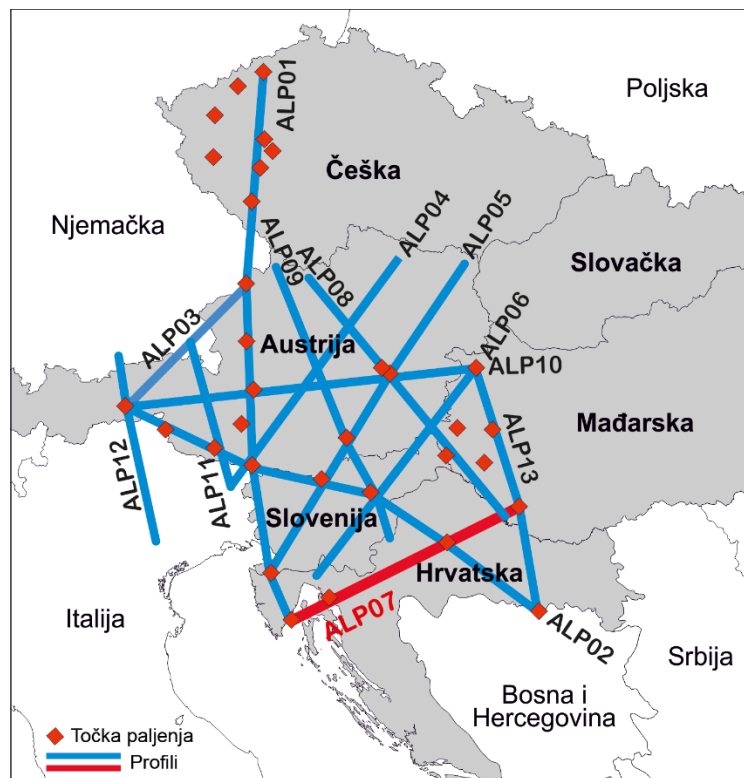 Poljska
ALP01
Češka
Njemačka
ALP04
ALP05
ALP09
ALP08
Slovačka
ALP06
ALP03
Austrija
ALP10
Mađarska
ALP13
ALP12
ALP11
Slovenija
Hrvatska
ALP07
Italija
ALP02
Srbija
Bosna i
Hercegovina
Točka paljenja
Profili